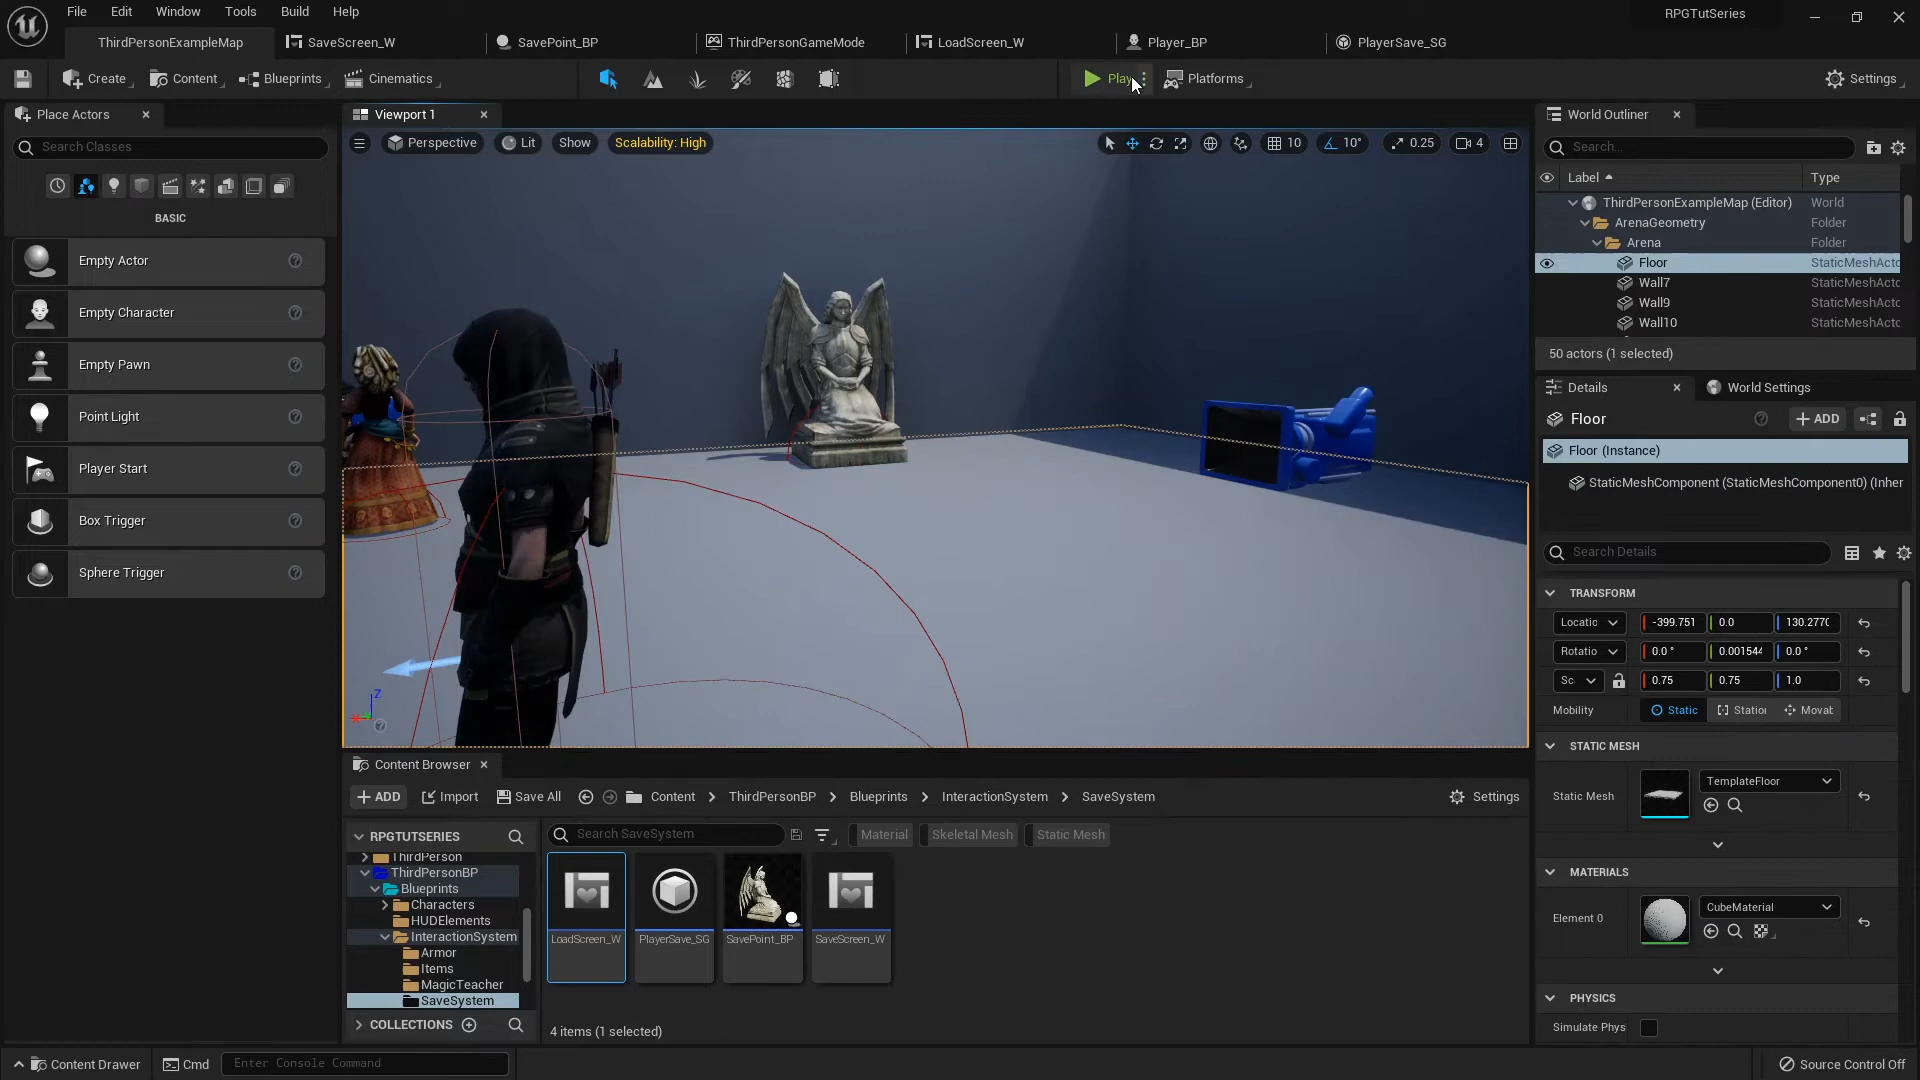 File Edit Window Tools Build Help
RPGTutSeries
ThirdPersonExampleMap SaveScreen_W SavePoint_BP ThirdPersonGameMode LoadScreen_W Player_BP PlayerSave_SG
Create Content Blueprints Cinematics Play Platforms Settings
Place Actors
Search Classes
BASIC
Empty Actor
Empty Character
Empty Pawn
Point Light
Player Start
Box Trigger
Sphere Trigger
Viewport 1
Perspective Lit Show Scalability: High 10 10° 0.25 4
Z
X
World Outliner
Search...
Label Type
ThirdPersonExampleMap (Editor) World
ArenaGeometry Folder
Arena Folder
Floor StaticMeshActo
Wall7 StaticMeshActo
Wall9 StaticMeshActo
Wall10 StaticMeshActo
50 actors (1 selected)
Details World Settings
Floor ADD
Floor (Instance)
StaticMeshComponent (StaticMeshComponent0) (Inher
Search Details
TRANSFORM
Locatic -399.751 0.0 130.277(
Rotatio 0.0 ° 0.001544 0.0 °
Sc 0.75 0.75 1.0
Mobility Static Statior Movat
STATIC MESH
Static Mesh TemplateFloor
MATERIALS
Element 0 CubeMaterial
PHYSICS
Simulate Phys
Content Browser
ADD Import Save All Content ThirdPersonBP Blueprints InteractionSystem SaveSystem Settings
RPGTUTSERIES
ThirdPerson
ThirdPersonBP
Blueprints
Characters
HUDElements
InteractionSystem
Armor
Items
MagicTeacher
SaveSystem
COLLECTIONS
Search SaveSystem Material Skeletal Mesh Static Mesh
LoadScreen_W PlayerSave_SG SavePoint_BP SaveScreen_W
4 items (1 selected)
Content Drawer Cmd Enter Console Command Source Control Off